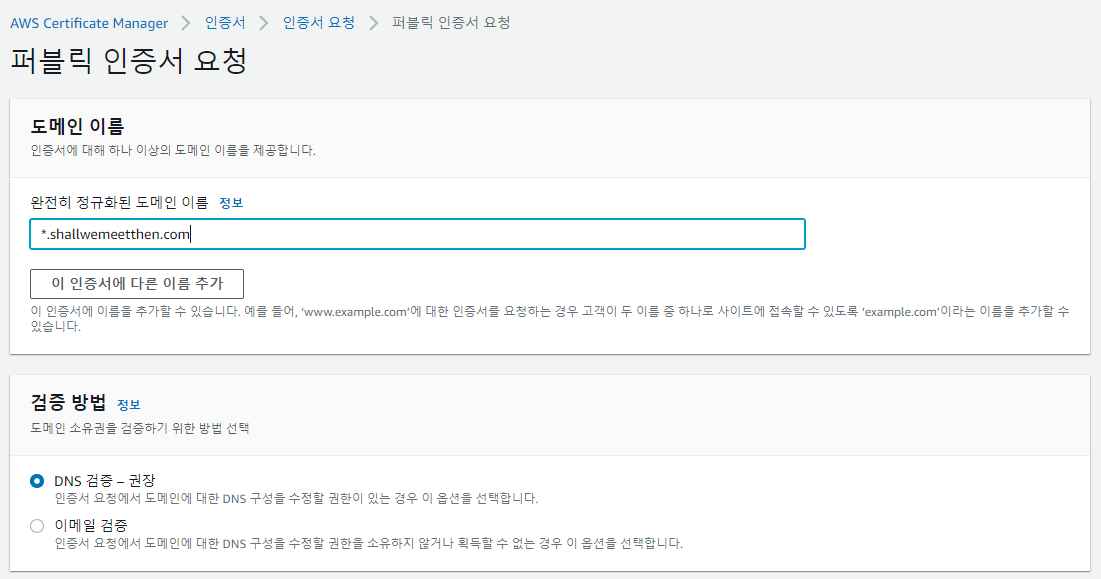 AWS Certificate Manager > 인증서 > 인증서 요청 > 퍼블릭 인증서 요청
퍼블릭 인증서 요청
도메인 이름
인증서에 대해 하나 이상의 도메인 이름을 제공합니다.
완전히 정규화된 도메인 이름 정보
*.shallwemeetthen.com
이 인증서에 다른 이름 추가
이 인증서에 이름을 추가할 수 있습니다. 예를 들어, ‘www.example.com’에 대한 인증서를 요청하는 경우 고객이 두 이름 중 하나로 사이트에 접속할 수 있도록 ‘example.com’이라는 이름을 추가할 수
있습니다.
검증 방법 정보
도메인 소유권을 검증하기 위한 방법 선택
DNS 검증 – 권장
인증서 요청에서 도메인에 대한 DNS 구성을 수정할 권한이 있는 경우 이 옵션을 선택합니다.
이메일 검증
인증서 요청에서 도메인에 대한 DNS 구성을 수정할 권한을 소유하지 않거나 획득할 수 없는 경우 이 옵션을 선택합니다.